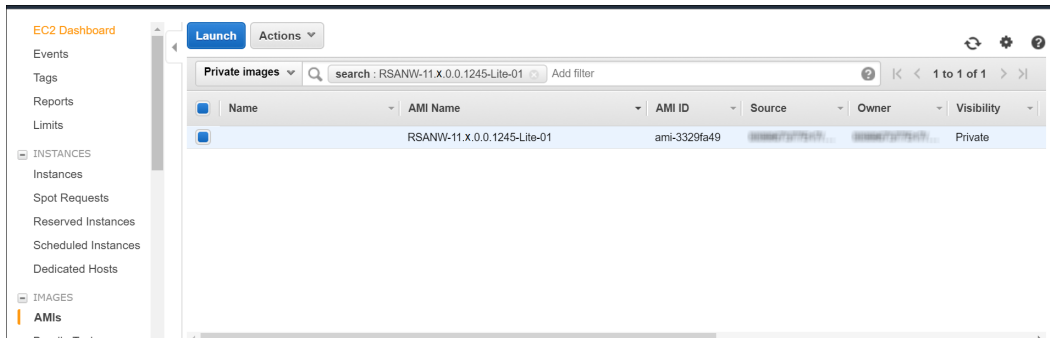 EC2 Dashboard
Events
Tags
Reports
Limits
INSTANCES
Instances
Spot Requests
Reserved Instances
Scheduled Instances
Dedicated Hosts
IMAGES
AMIs
Launch Actions
Private images search : RSANW-11.x.0.0.1245-Lite-01 Add filter 1 to 1 of 1
Name AMI Name AMI ID Source Owner Visibility
RSANW-11.x.0.0.1245-Lite-01 ami-3329fa49 Private